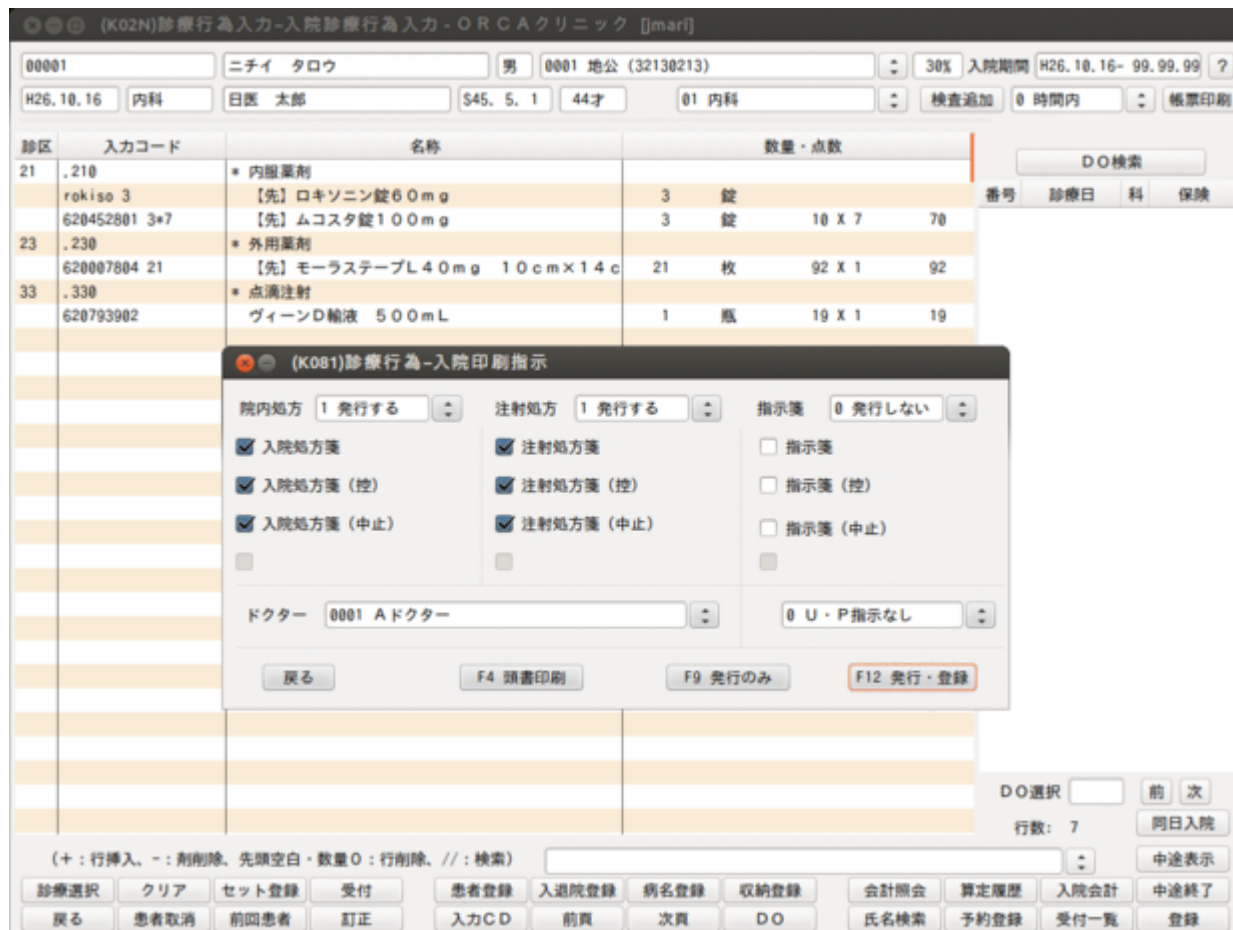 (K02N)診療行為入力-入院診療行為入力 - ＯＲＣＡクリニック [jmari]
00001 ニチイ タロウ 男 0001 地公 (32130213) 30% 入院期間 H26.10.16- 99.99.99 ?
H26.10.16 内科 日医 太郎 S45. 5. 1 44才 01 内科 検査追加 0 時間内 帳票印刷
診区 入力コード 名称 数量・点数
ＤＯ検索
番号 診療日 科 保険
21 .210 * 内服薬剤
rokiso 3 【先】ロキソニン錠６０ｍｇ 3 錠
620452801 3*7 【先】ムコスタ錠１００ｍｇ 3 錠 10 X 7 70
23 .230 * 外用薬剤
620007804 21 【先】モーラステープＬ４０ｍｇ １０ｃｍ×１４ｃ 21 枚 92 X 1 92
33 .330 * 点滴注射
620793902 ヴィーンＤ輸液 ５００ｍＬ 1 瓶 19 X 1 19
(K081)診療行為-入院印刷指示
院内処方 1 発行する 注射処方 1 発行する 指示箋 0 発行しない
入院処方箋 注射処方箋 指示箋
入院処方箋（控） 注射処方箋（控） 指示箋（控）
入院処方箋（中止） 注射処方箋（中止） 指示箋（中止）
ドクター 0001 Ａドクター 0 Ｕ・Ｐ指示なし
戻る F4 頭書印刷 F9 発行のみ F12 発行・登録
ＤＯ選択 前 次
行数: 7 同日入院
（＋：行挿入、－：剤削除、先頭空白・数量０：行削除、//：検索） 中途表示
診療選択 クリア セット登録 受付 患者登録 入退院登録 病名登録 収納登録 会計照会 算定履歴 入院会計 中途終了
戻る 患者取消 前回患者 訂正 入力ＣＤ 前頁 次頁 ＤＯ 氏名検索 予約登録 受付一覧 登録